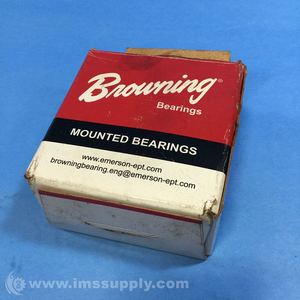 Browning®
Bearings
MOUNTED BEARINGS
www.emerson-ept.com
browningbearing.eng@emerson-ept.com
© www.imssupply.com